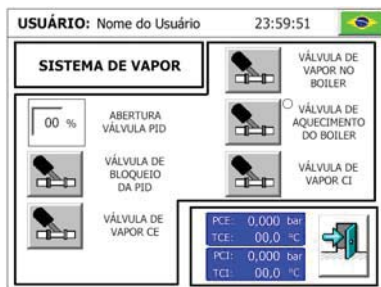 USUÁRIO: Nome do Usuário
23:59:51
SISTEMA DE VAPOR
00 %
ABERTURA
VÁLVULA PID
VÁLVULA DE
BLOQUEIO
DA PID
VÁLVULA DE
VAPOR CE
VÁLVULA DE
VAPOR NO
BOILER
VÁLVULA DE
AQUECIMENTO
DO BOILER
VÁLVULA DE
VAPOR CI
PCE: 0,000 bar
TCE: 00,0 °C
PCI: 0,000 bar
TCI: 00,0 °C